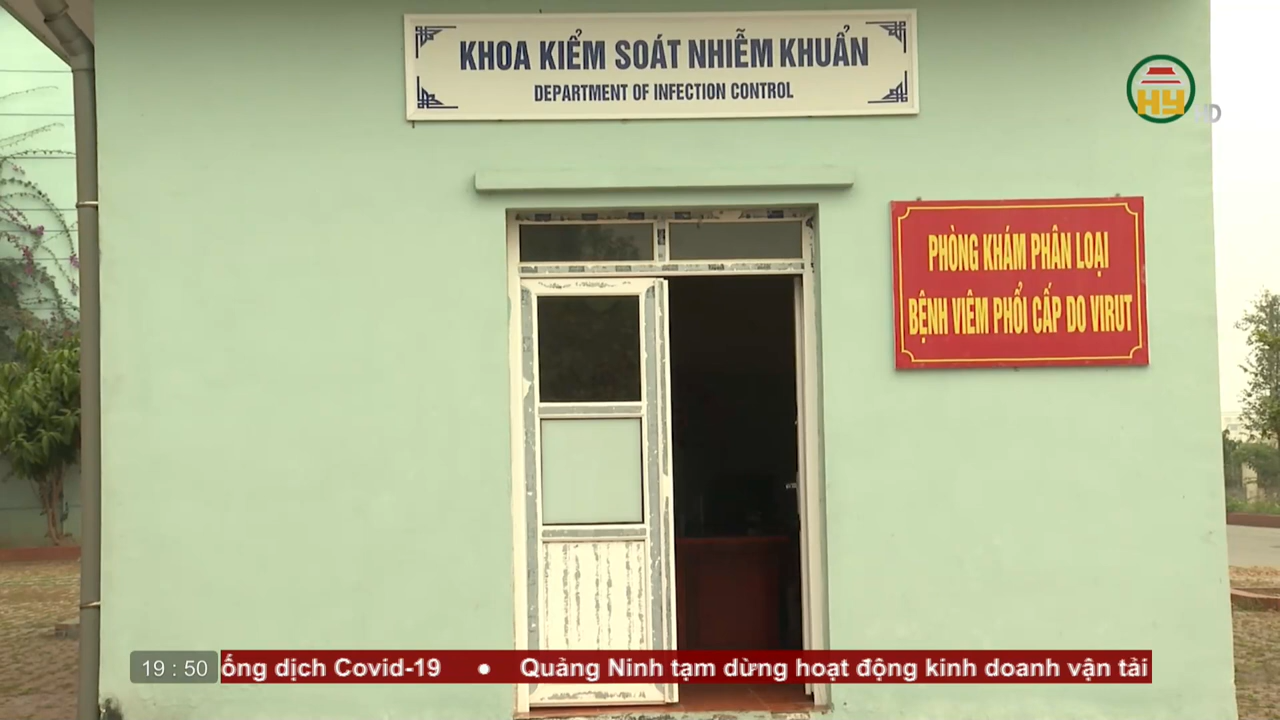 KHOA KIỂM SOÁT NHIỄM KHUẨN
DEPARTMENT OF INFECTION CONTROL
HY
PHÒNG KHÁM PHÂN LOẠI
BỆNH VIÊM PHỔI CẤP DO VIRUT
19 : 50 ống dịch Covid-19 • Quảng Ninh tạm dừng hoạt động kinh doanh vận tải